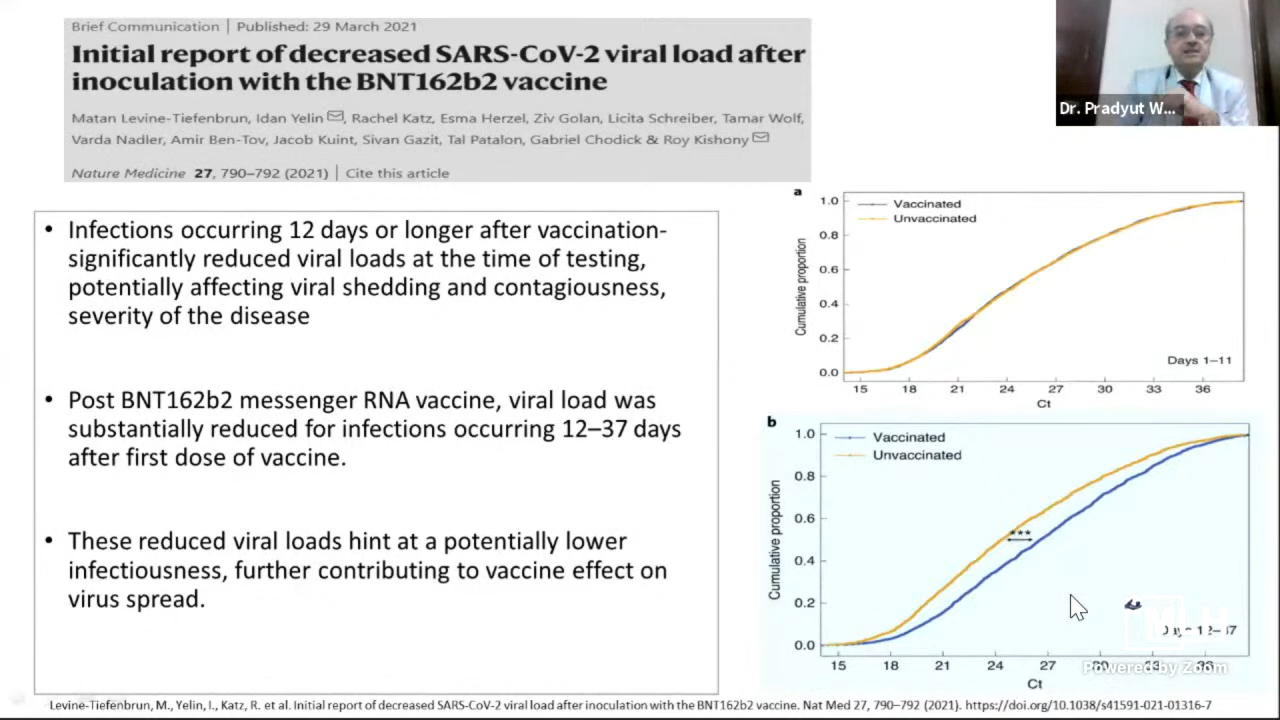 Brief Communication | Published: 29 March 2021
Initial report of decreased SARS-CoV-2 viral load after
inoculation with the BNT162b2 vaccine
Matan Levine-Tiefenbrun, Idan Yelin, Rachel Katz, Esma Herzel, Ziv Golan, Licita Schreiber, Tamar Wolf,
Varda Nadler, Amir Ben-Tov, Jacob Kuint, Sivan Gazit, Tal Patalon, Gabriel Chodick & Roy Kishony
Nature Medicine 27, 790–792 (2021) | Cite this article
Dr. Pradyut W...
• Infections occurring 12 days or longer after vaccination-
significantly reduced viral loads at the time of testing,
potentially affecting viral shedding and contagiousness,
severity of the disease
• Post BNT162b2 messenger RNA vaccine, viral load was
substantially reduced for infections occurring 12–37 days
after first dose of vaccine.
• These reduced viral loads hint at a potentially lower
infectiousness, further contributing to vaccine effect on
virus spread.
a
Vaccinated
Unvaccinated
Cumulative proportion
1.0
0.8
0.6
0.4
0.2
0.0
Days 1–11
15 18 21 24 27 30 33 36
Ct
b
Vaccinated
Unvaccinated
Cumulative proportion
1.0
0.8
0.6
0.4
0.2
0.0
***
15 18 21 24 27 30 33 36
Ct
Powered by Zoom
Levine-Tiefenbrun, M., Yelin, I., Katz, R. et al. Initial report of decreased SARS-CoV-2 viral load after inoculation with the BNT162b2 vaccine. Nat Med 27, 790–792 (2021). https://doi.org/10.1038/s41591-021-01316-7